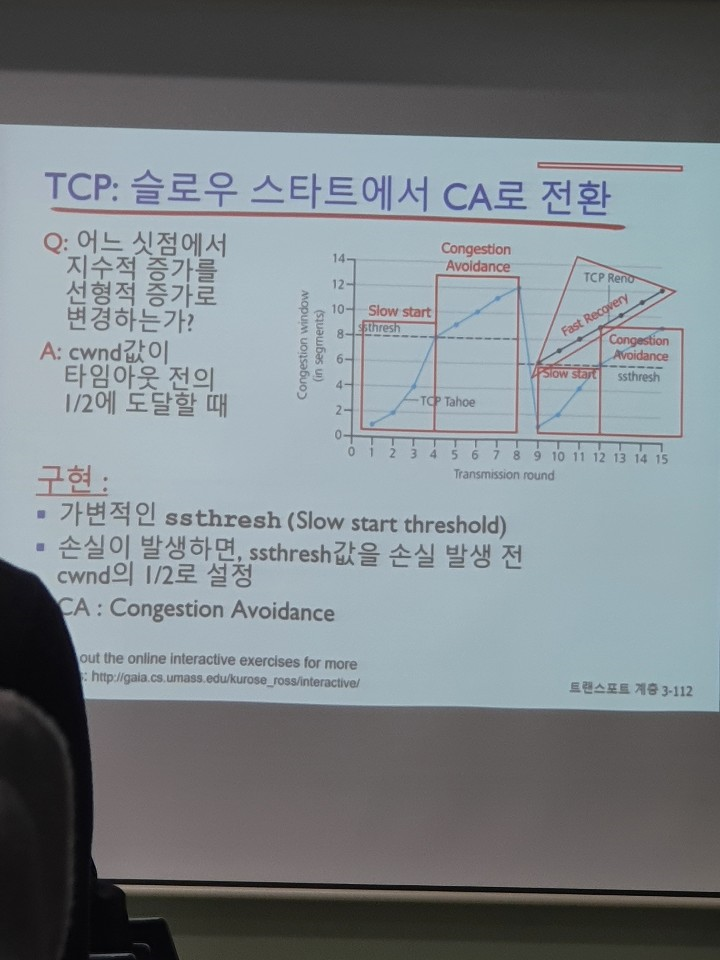 TCP: 슬로우 스타트에서 CA로 전환
Q: 어느 싯점에서
지수적 증가를
선형적 증가로
변경하는가?
A: cwnd값이
타임아웃 전의
1/2에 도달할 때
Congestion window
(in segments)
14
12
10
8
6
4
2
0
0 1 2 3 4 5 6 7 8 9 10 11 12 13 14 15
Transmission round
Slow start
ssthresh
Congestion
Avoidance
TCP Tahoe
TCP Reno
Fast Recovery
Congestion
Avoidance
Slow start
ssthresh
구현 :
▪ 가변적인 ssthresh (Slow start threshold)
▪ 손실이 발생하면, ssthresh값을 손실 발생 전
cwnd의 1/2로 설정
CA : Congestion Avoidance
out the online interactive exercises for more
: http://gaia.cs.umass.edu/kurose_ross/interactive/
트랜스포트 계층 3-112